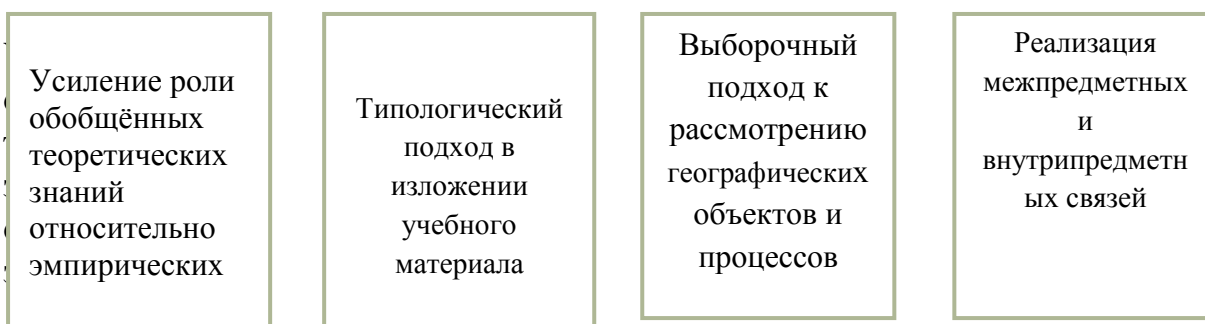 Усиление роли
обобщённых
теоретических
знаний
относительно
эмпирических
Типологический
подход в
изложении
учебного
материала
Выборочный
подход к
рассмотрению
географических
объектов и
процессов
Реализация
межпредметных
и
внутрипредметн
ых связей